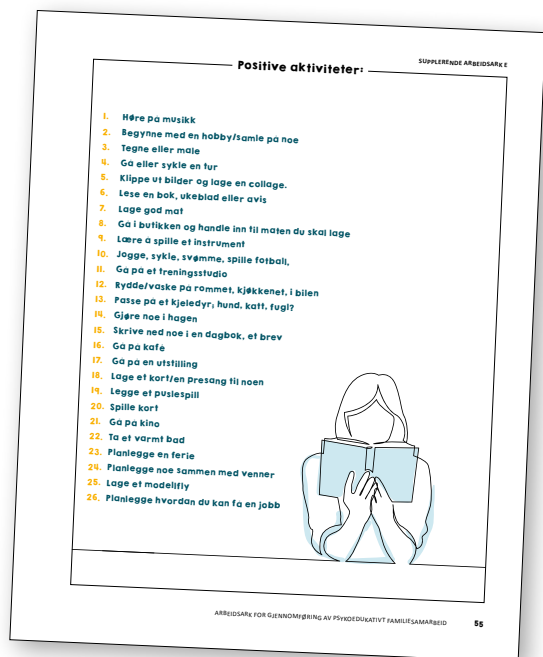 SUPPLERENDE ARBEIDSARKE
Positive aktiviteter:
1. Høre på musikk
2. Begynne med en hobby/samle på noe
3. Tegne eller male
4. Gå eller sykle en tur
5. Klippe ut bilder og lage en collage.
6. Lese en bok, ukeblad eller avis
7. Lage god mat
8. Gå i butikken og handle inn til maten du skal lage
9. Lære å spille et instrument
10. Jogge, sykle, svømme, spille fotball,
11. Gå på et treningsstudio
12. Rydde/vaske på rommet, kjøkkenet, i bilen
13. Passe på et kjeledyr; hund, katt, fugl?
14. Gjøre noe i hagen
15. Skrive ned noe i en dagbok, et brev
16. Gå på kafé
17. Gå på en utstilling
18. Lage et kort/en presang til noen
19. Legge et puslespill
20. Spille kort
21. Gå på kino
22. Ta et varmt bad
23. Planlegge en ferie
24. Planlegge noe sammen med venner
25. Lage et modellfly
26. Planlegge hvordan du kan få en jobb
ARBEIDSARK FOR GJENNOMFØRING AV PSYKOEDUKATIVT FAMILIESAMARBEID 55